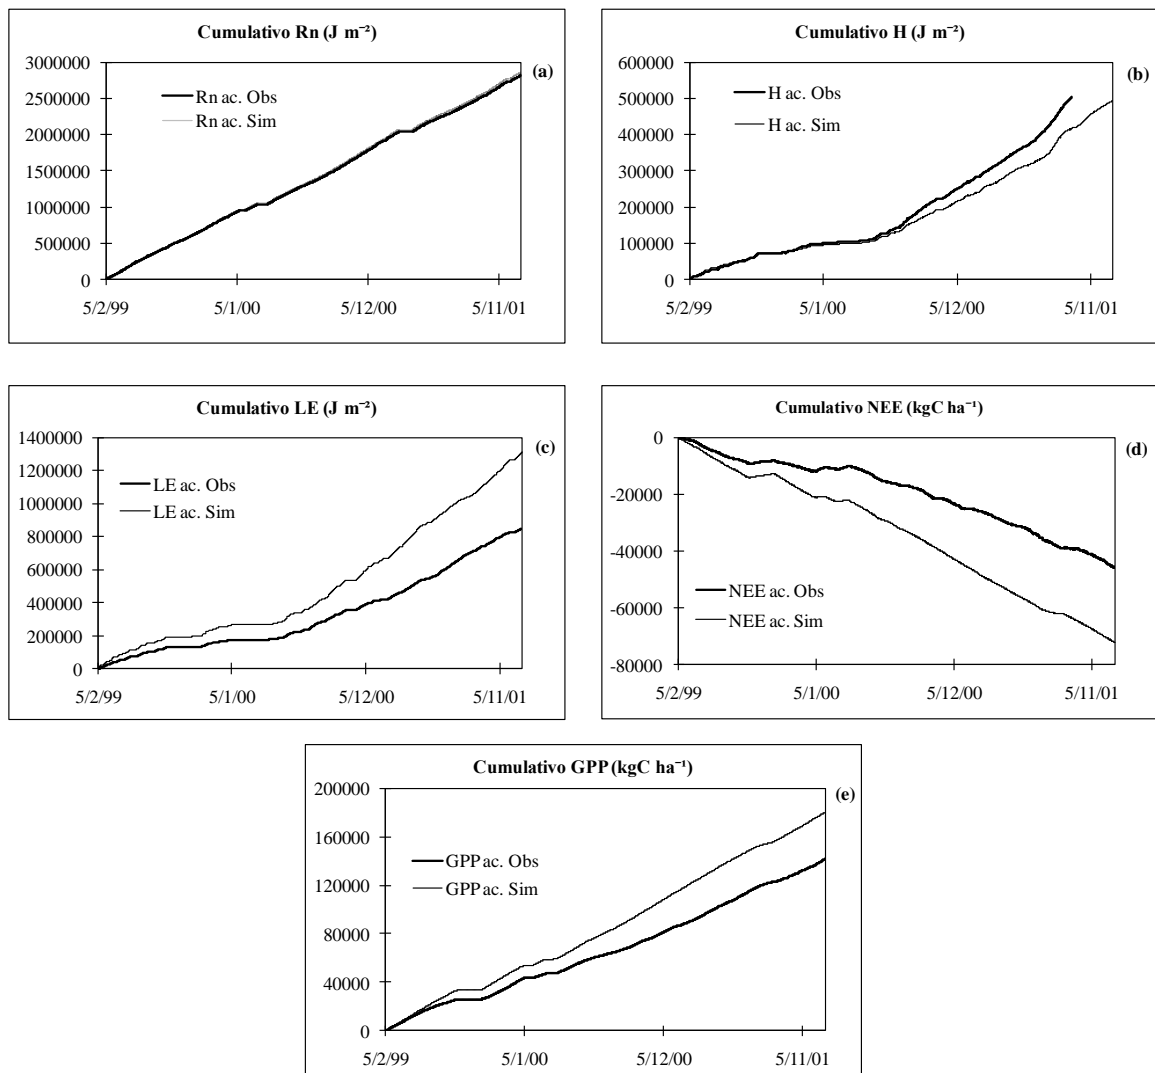 Cumulativo Rn (J m⁻²)
(a)
3000000
2500000
2000000
1500000
1000000
500000
0
Rn ac. Obs
Rn ac. Sim
5/2/99 5/1/00 5/12/00 5/11/01
Cumulativo H (J m⁻²)
(b)
600000
500000
400000
300000
200000
100000
0
H ac. Obs
H ac. Sim
5/2/99 5/1/00 5/12/00 5/11/01
Cumulativo LE (J m⁻²)
(c)
1400000
1200000
1000000
800000
600000
400000
200000
0
LE ac. Obs
LE ac. Sim
5/2/99 5/1/00 5/12/00 5/11/01
Cumulativo NEE (kgC ha⁻¹)
(d)
0
-20000
-40000
-60000
-80000
NEE ac. Obs
NEE ac. Sim
5/2/99 5/1/00 5/12/00 5/11/01
Cumulativo GPP (kgC ha⁻¹)
(e)
200000
160000
120000
80000
40000
0
GPP ac. Obs
GPP ac. Sim
5/2/99 5/1/00 5/12/00 5/11/01